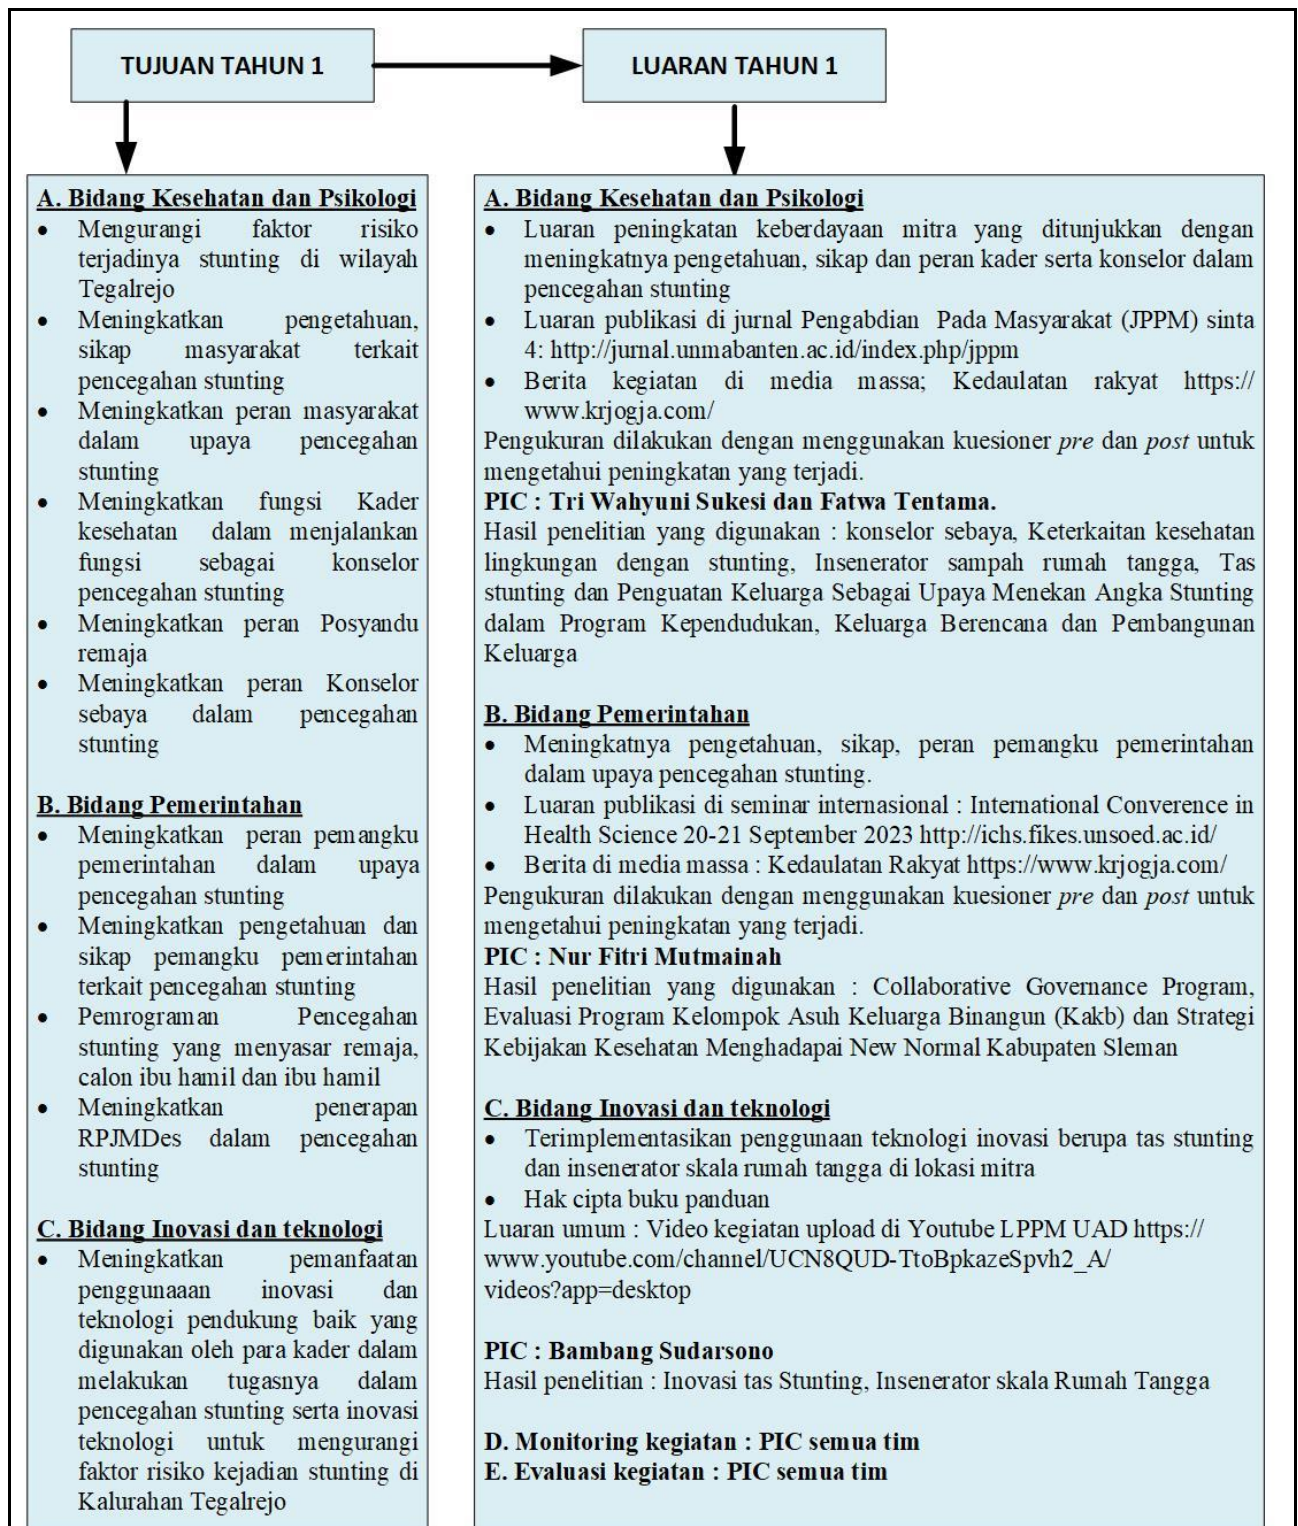 TUJUAN TAHUN 1
LUARAN TAHUN 1
A. Bidang Kesehatan dan Psikologi
• Mengurangi faktor risiko
terjadinya stunting di wilayah
Tegalrejo
• Meningkatkan pengetahuan,
sikap masyarakat terkait
pencegahan stunting
• Meningkatkan peran masyarakat
dalam upaya pencegahan
stunting
• Meningkatkan fungsi Kader
kesehatan dalam menjalankan
fungsi sebagai konselor
pencegahan stunting
• Meningkatkan peran Posyandu
remaja
• Meningkatkan peran Konselor
sebaya dalam pencegahan
stunting
B. Bidang Pemerintahan
• Meningkatkan peran pemangku
pemerintahan dalam upaya
pencegahan stunting
• Meningkatkan pengetahuan dan
sikap pemangku pemerintahan
terkait pencegahan stunting
• Pemrograman Pencegahan
stunting yang menyasar remaja,
calon ibu hamil dan ibu hamil
• Meningkatkan penerapan
RPJMDes dalam pencegahan
stunting
C. Bidang Inovasi dan teknologi
• Meningkatkan pemanfaatan
penggunaaan inovasi dan
teknologi pendukung baik yang
digunakan oleh para kader dalam
melakukan tugasnya dalam
pencegahan stunting serta inovasi
teknologi untuk mengurangi
faktor risiko kejadian stunting di
Kalurahan Tegalrejo
A. Bidang Kesehatan dan Psikologi
• Luaran peningkatan keberdayaan mitra yang ditunjukkan dengan
meningkatnya pengetahuan, sikap dan peran kader serta konselor dalam
pencegahan stunting
• Luaran publikasi di jurnal Pengabdian Pada Masyarakat (JPPM) sinta
4: http://jurnal.unmabanten.ac.id/index.php/jppm
• Berita kegiatan di media massa; Kedaulatan rakyat https://
www.krjogja.com/
Pengukuran dilakukan dengan menggunakan kuesioner pre dan post untuk
mengetahui peningkatan yang terjadi.
PIC : Tri Wahyuni Sukesi dan Fatwa Tentama.
Hasil penelitian yang digunakan : konselor sebaya, Keterkaitan kesehatan
lingkungan dengan stunting, Insenerator sampah rumah tangga, Tas
stunting dan Penguatan Keluarga Sebagai Upaya Menekan Angka Stunting
dalam Program Kependudukan, Keluarga Berencana dan Pembangunan
Keluarga
B. Bidang Pemerintahan
• Meningkatnya pengetahuan, sikap, peran pemangku pemerintahan
dalam upaya pencegahan stunting.
• Luaran publikasi di seminar internasional : International Converence in
Health Science 20-21 September 2023 http://ichs.fikes.unsoed.ac.id/
• Berita di media massa : Kedaulatan Rakyat https://www.krjogja.com/
Pengukuran dilakukan dengan menggunakan kuesioner pre dan post untuk
mengetahui peningkatan yang terjadi.
PIC : Nur Fitri Mutmainah
Hasil penelitian yang digunakan : Collaborative Governance Program,
Evaluasi Program Kelompok Asuh Keluarga Binangun (Kakb) dan Strategi
Kebijakan Kesehatan Menghadapai New Normal Kabupaten Sleman
C. Bidang Inovasi dan teknologi
• Terimplementasikan penggunaan teknologi inovasi berupa tas stunting
dan insenerator skala rumah tangga di lokasi mitra
• Hak cipta buku panduan
Luaran umum : Video kegiatan upload di Youtube LPPM UAD https://
www.youtube.com/channel/UCN8QUD-TtoBpkazeSpvh2_A/
videos?app=desktop
PIC : Bambang Sudarsono
Hasil penelitian : Inovasi tas Stunting, Insenerator skala Rumah Tangga
D. Monitoring kegiatan : PIC semua tim
E. Evaluasi kegiatan : PIC semua tim